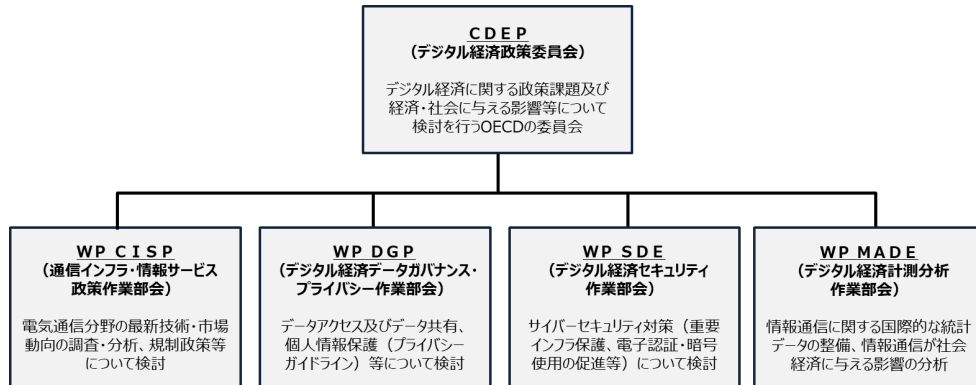 CDEP
（デジタル経済政策委員会）
デジタル経済に関する政策課題及び
経済・社会に与える影響等について
検討を行うOECDの委員会
WP CISP
（通信インフラ・情報サービス
政策作業部会）
電気通信分野の最新技術・市場
動向の調査・分析、規制政策等
について検討
WP DGP
（デジタル経済データガバナンス・
プライバシー作業部会）
データアクセス及びデータ共有、
個人情報保護（プライバシー
ガイドライン）等について検討
WP SDE
（デジタル経済セキュリティ
作業部会）
サイバーセキュリティ対策（重要
インフラ保護、電子認証・暗号
使用の促進等）について検討
WP MADE
（デジタル経済計測分析
作業部会）
情報通信に関する国際的な統計
データの整備、情報通信が社会
経済に与える影響の分析